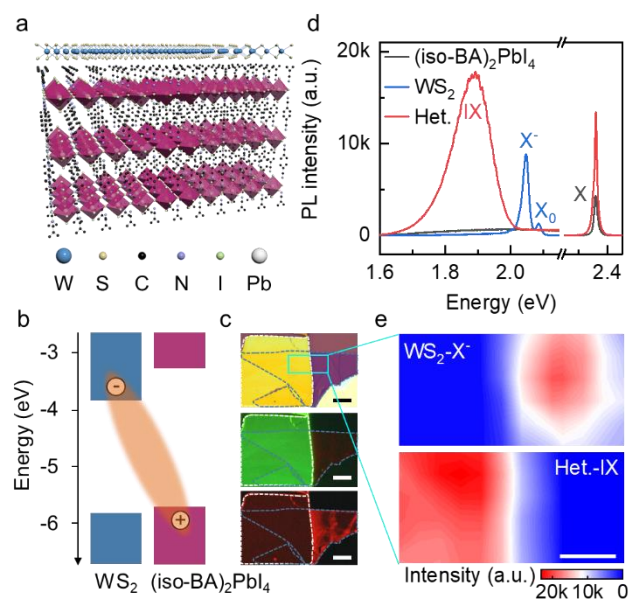 a
W S C N I Pb
d
PL intensity (a.u.)
20k
10k
0
(iso-BA)₂PbI₄
WS₂
Het.
IX
X⁻
X₀
X
1.6 1.8 2.0 2.4
Energy (eV)
b
Energy (eV)
-3
-4
-5
-6
−
+
WS₂ (iso-BA)₂PbI₄
c
e
WS₂-X⁻
Het.-IX
Intensity (a.u.)
20k 10k 0